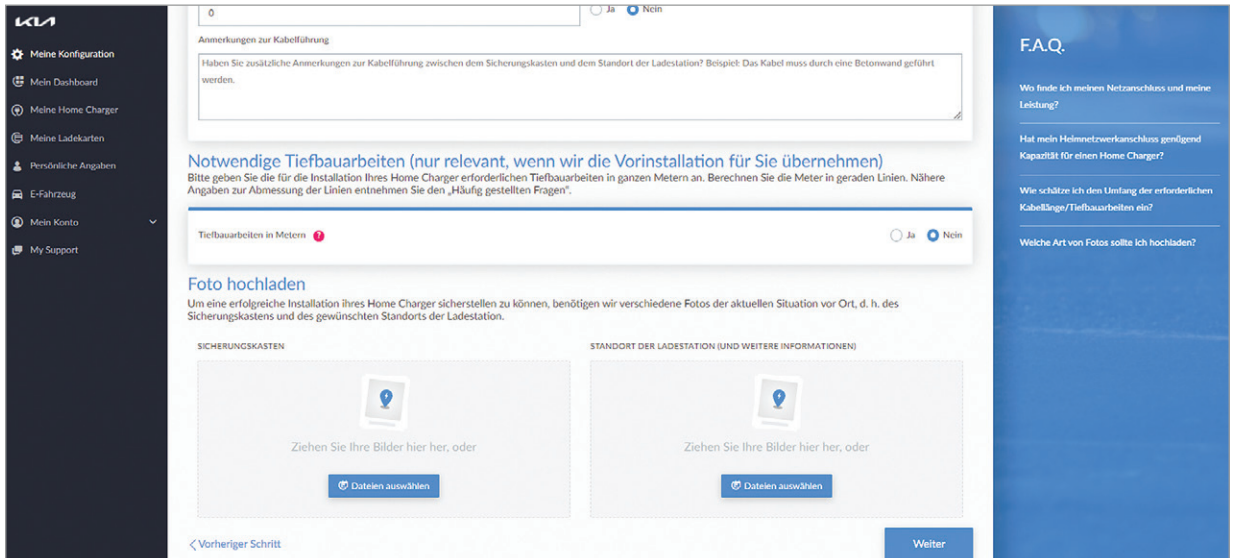 KIA
Meine Konfiguration
Mein Dashboard
Meine Home Charger
Meine Ladekarten
Persönliche Angaben
E-Fahrzeug
Mein Konto
My Support
0
Ja Nein
Anmerkungen zur Kabelführung
Haben Sie zusätzliche Anmerkungen zur Kabelführung zwischen dem Sicherungskasten und dem Standort der Ladestation? Beispiel: Das Kabel muss durch eine Betonwand geführt
werden.
Notwendige Tiefbauarbeiten (nur relevant, wenn wir die Vorinstallation für Sie übernehmen)
Bitte geben Sie die für die Installation Ihres Home Charger erforderlichen Tiefbauarbeiten in ganzen Metern an. Berechnen Sie die Meter in geraden Linien. Nähere
Angaben zur Abmessung der Linien entnehmen Sie den „Häufig gestellten Fragen“.
Tiefbauarbeiten in Metern ?
Ja Nein
Foto hochladen
Um eine erfolgreiche Installation ihres Home Charger sicherstellen zu können, benötigen wir verschiedene Fotos der aktuellen Situation vor Ort, d. h. des
Sicherungskastens und des gewünschten Standorts der Ladestation.
SICHERUNGSKASTEN
Ziehen Sie Ihre Bilder hier her, oder
Dateien auswählen
STANDORT DER LADESTATION (UND WEITERE INFORMATIONEN)
Ziehen Sie Ihre Bilder hier her, oder
Dateien auswählen
Vorheriger Schritt
Weiter
F.A.Q.
Wo finde ich meinen Netzanschluss und meine
Leistung?
Hat mein Heimnetzwerkanschluss genügend
Kapazität für einen Home Charger?
Wie schätze ich den Umfang der erforderlichen
Kabellänge/Tiefbauarbeiten ein?
Welche Art von Fotos sollte ich hochladen?